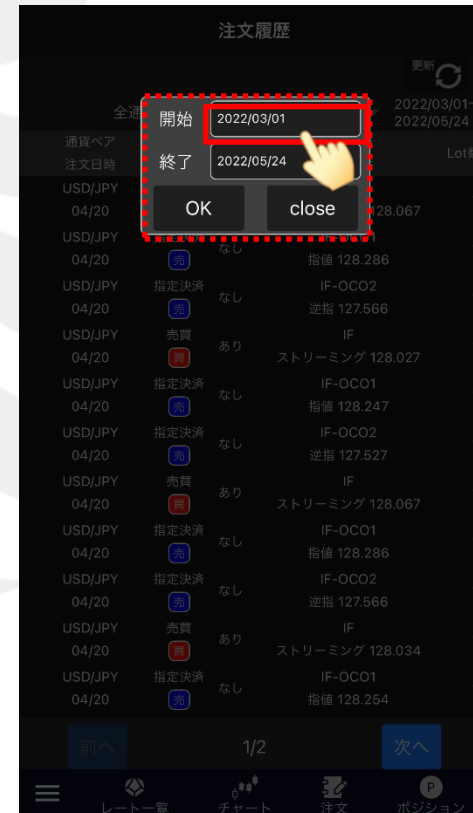 注文履歴
更新
全通
2022/03/01-
2022/05/24
開始 2022/03/01
終了 2022/05/24
OK close
通貨ペア
注文日時
Lot数
USD/JPY
04/20 28.067
USD/JPY
04/20 売 なし 指値 128.286
USD/JPY 指定決済 IF-OCO2
04/20 売 なし 逆指 127.566
USD/JPY 売買 IF
04/20 買 あり ストリーミング 128.027
USD/JPY 指定決済 IF-OCO1
04/20 売 なし 指値 128.247
USD/JPY 指定決済 IF-OCO2
04/20 売 なし 逆指 127.527
USD/JPY 売買 IF
04/20 買 あり ストリーミング 128.067
USD/JPY 指定決済 IF-OCO1
04/20 売 なし 指値 128.286
USD/JPY 指定決済 IF-OCO2
04/20 売 なし 逆指 127.566
USD/JPY 売買 IF
04/20 買 あり ストリーミング 128.034
USD/JPY 指定決済 IF-OCO1
04/20 売 なし 指値 128.254
前へ 1/2 次へ
レート一覧 チャート 注文 P ポジション